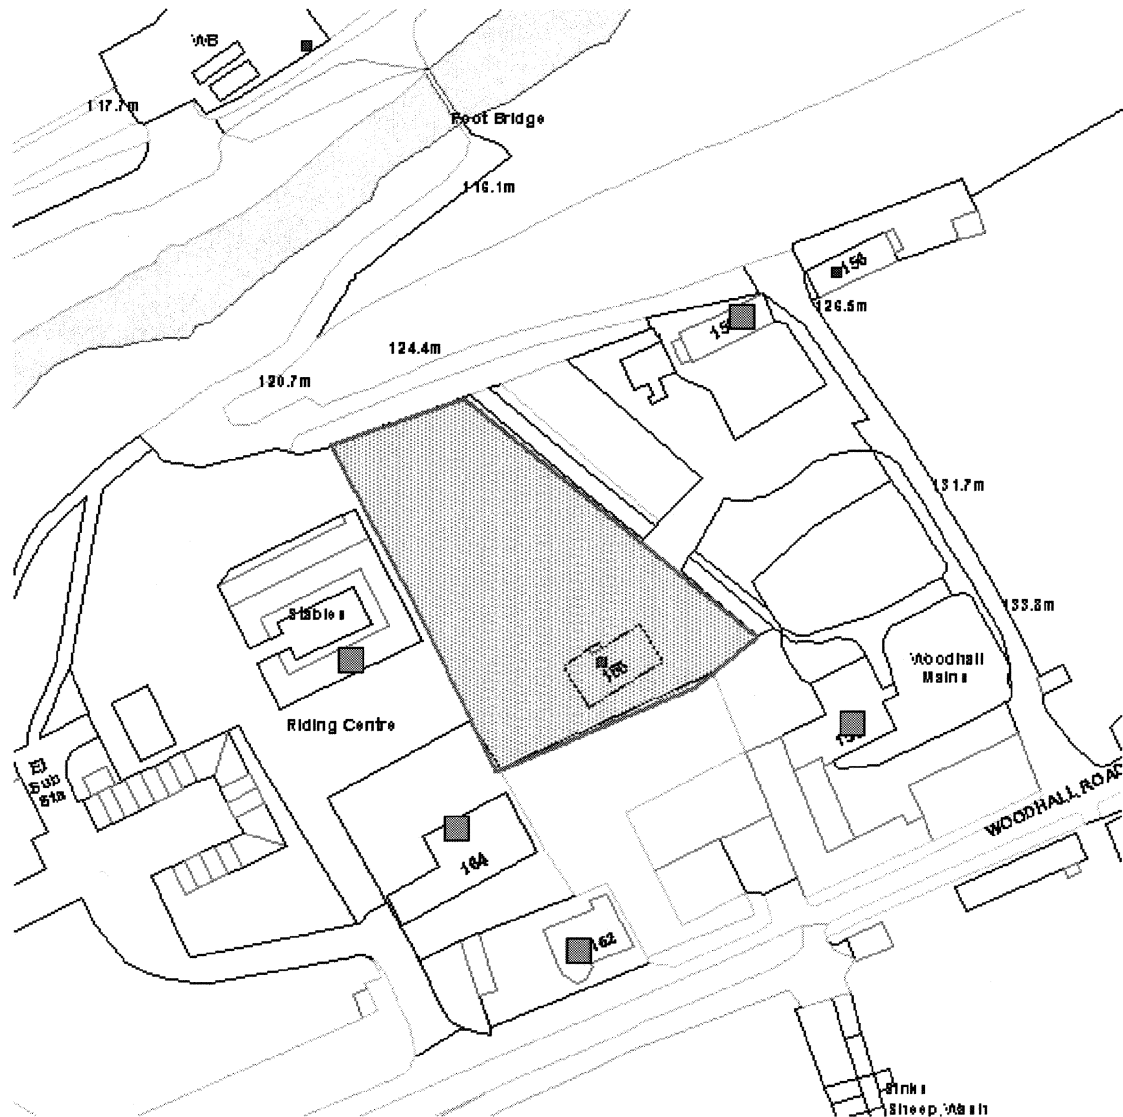 WB
117.7m
Foot Bridge
116.1m
156
126.5m
124.4m
120.7m
131.7m
Stables
133.8m
Woodhall
Mains
Riding Centre
El
Sub
Sta
WOODHALL ROAD
164
162
Sinks
Sheep Wash